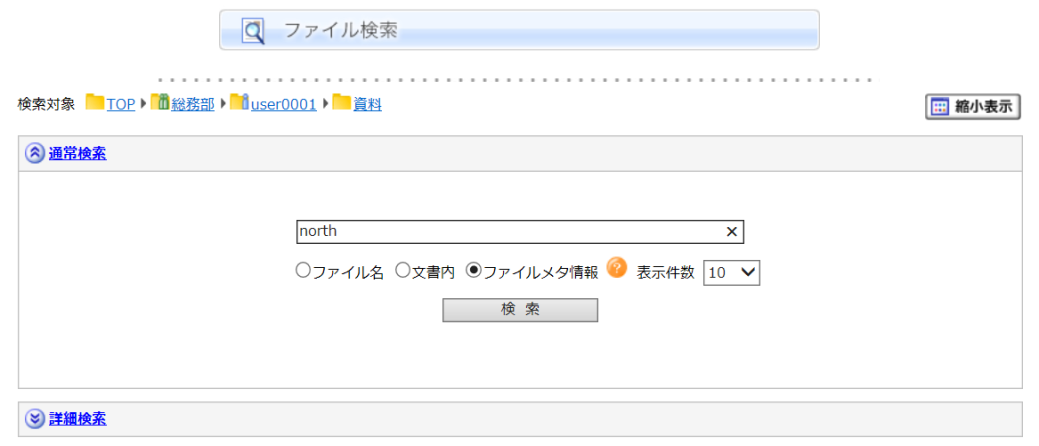 ファイル検索
検索対象 TOP 総務部 user0001 資料
縮小表示
通常検索
north ×
ファイル名 文書内 ファイルメタ情報 ? 表示件数 10
検 索
詳細検索